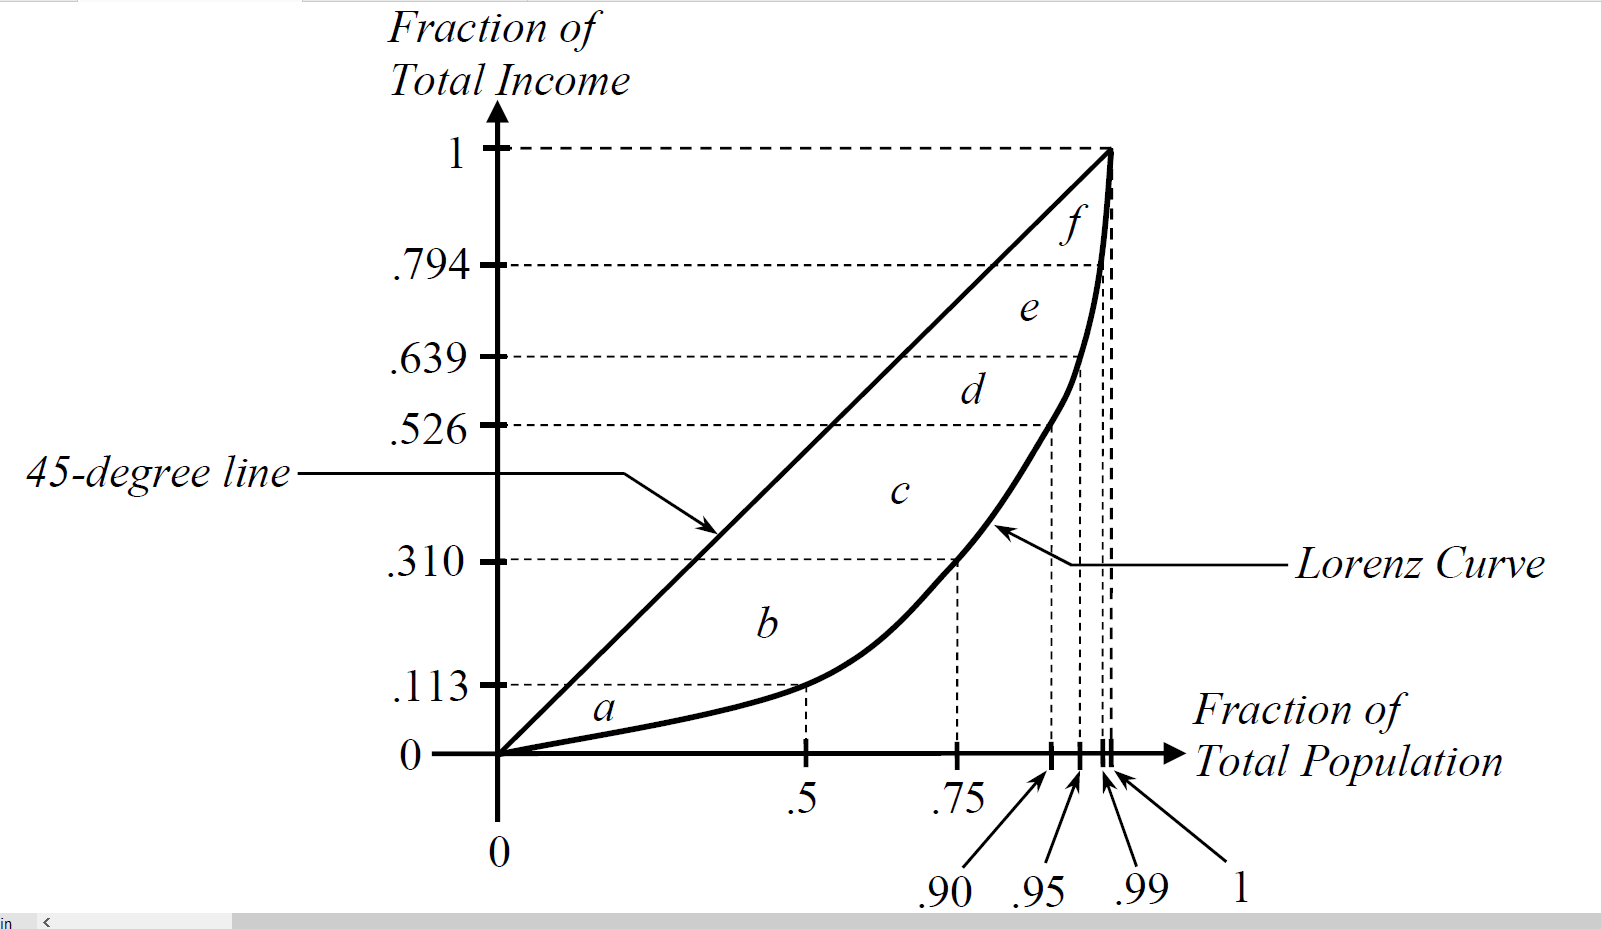 Fraction of
Total Income
1
.794
f
e
.639
d
.526
45-degree line
c
.310
Lorenz Curve
b
.113
a
Fraction of
Total Population
0
.5
.75
0
.90
.95
.99
1
in
<